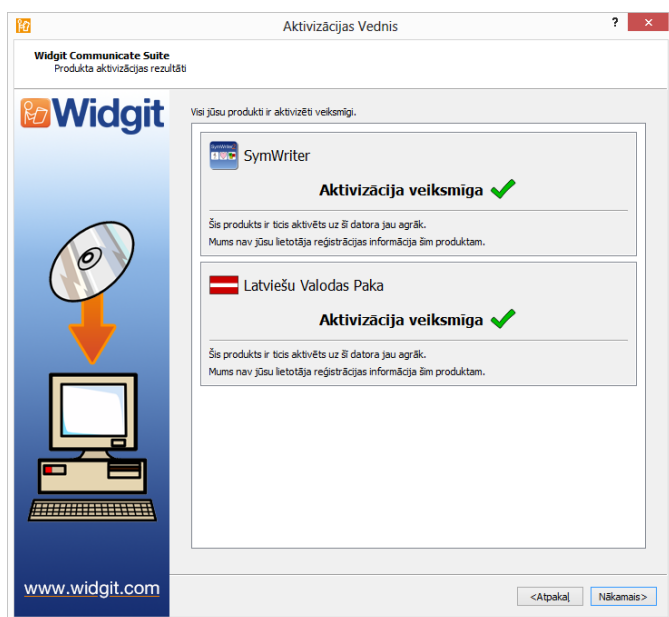 Aktivizācijas Vednis
Widgit Communicate Suite
Produkta aktivizācijas rezultāti
Widgit
Visi jūsu produkti ir aktivizēti veiksmīgi.
SymWriter
Aktivizācija veiksmīga
Šis produkts ir ticis aktivēts uz šī datora jau agrāk.
Mums nav jūsu lietotāja reģistrācijas informācija šim produktam.
Latviešu Valodas Paka
Aktivizācija veiksmīga
Šis produkts ir ticis aktivēts uz šī datora jau agrāk.
Mums nav jūsu lietotāja reģistrācijas informācija šim produktam.
www.widgit.com
<Atpakaļ Nākamais>